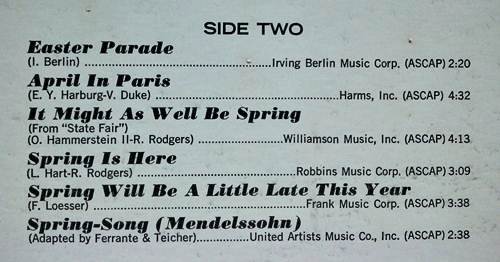 SIDE TWO
Easter Parade
(I. Berlin) ..........................................Irving Berlin Music Corp. (ASCAP) 2:20
April In Paris
(E. Y. Harburg-V. Duke) ..........................................Harms, Inc. (ASCAP) 4:32
It Might As Well Be Spring
(From "State Fair")
(O. Hammerstein II-R. Rodgers) ..........................Williamson Music, Inc. (ASCAP) 4:13
Spring Is Here
(L. Hart-R. Rodgers) ..........................................Robbins Music Corp. (ASCAP) 3:09
Spring Will Be A Little Late This Year
(F. Loesser) ..........................................Frank Music Corp. (ASCAP) 3:38
Spring-Song (Mendelssohn)
(Adapted by Ferrante & Teicher)..............United Artists Music Co., Inc. (ASCAP) 2:38